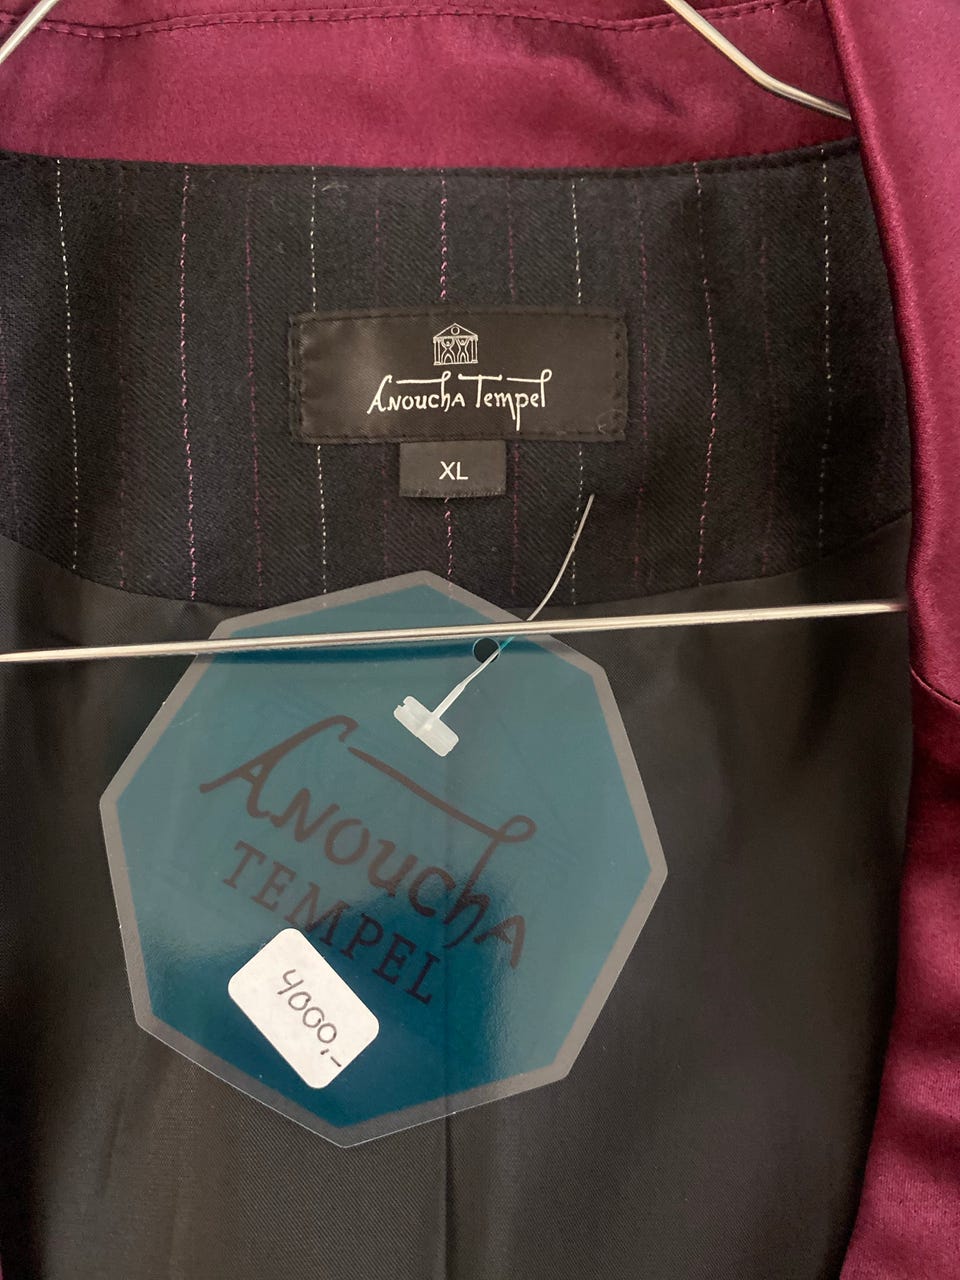 Anoucha Tempel
XL
Anoucha
TEMPEL
4000,-